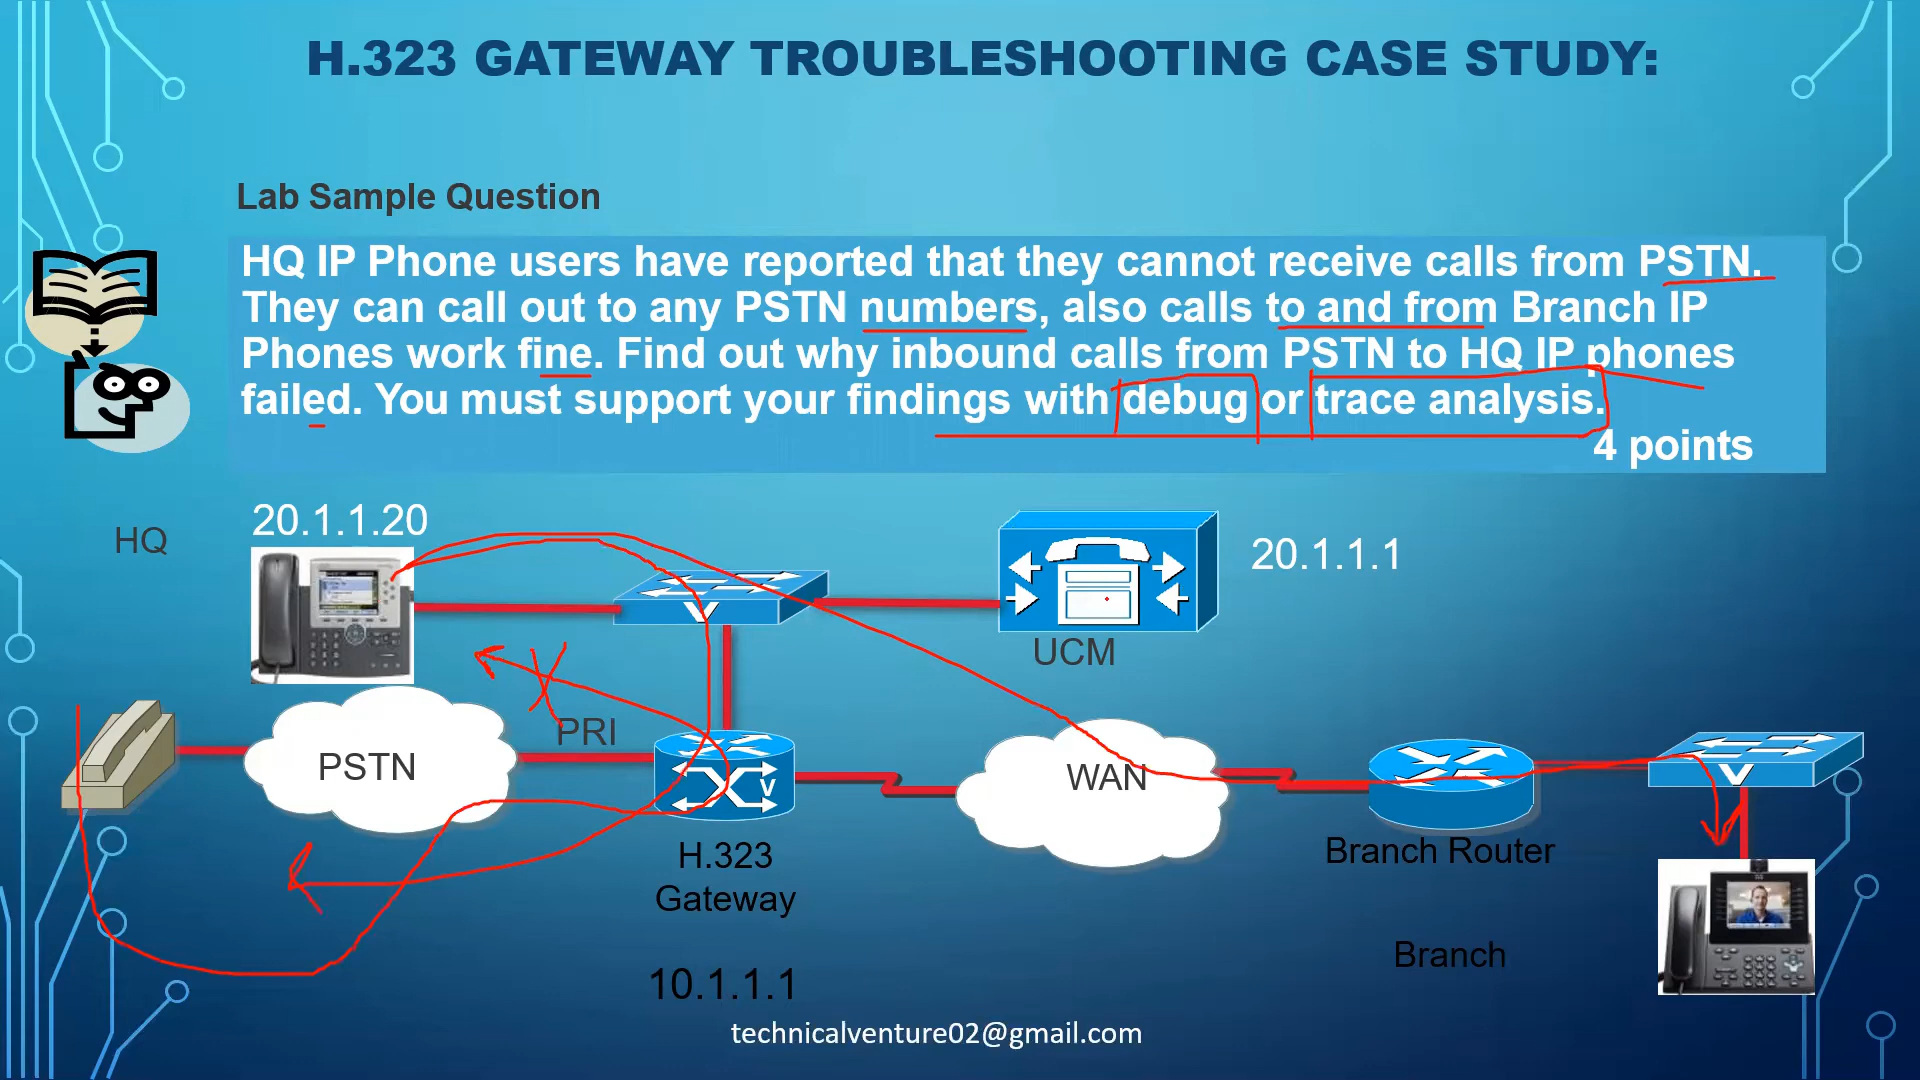 H.323 GATEWAY TROUBLESHOOTING CASE STUDY:
Lab Sample Question
HQ IP Phone users have reported that they cannot receive calls from PSTN.
They can call out to any PSTN numbers, also calls to and from Branch IP
Phones work fine. Find out why inbound calls from PSTN to HQ IP phones
failed. You must support your findings with debug or trace analysis.
4 points
HQ
20.1.1.20
20.1.1.1
V
UCM
PRI
PSTN
V
WAN
V
H.323
Gateway
Branch Router
Branch
10.1.1.1
technicalventure02@gmail.com